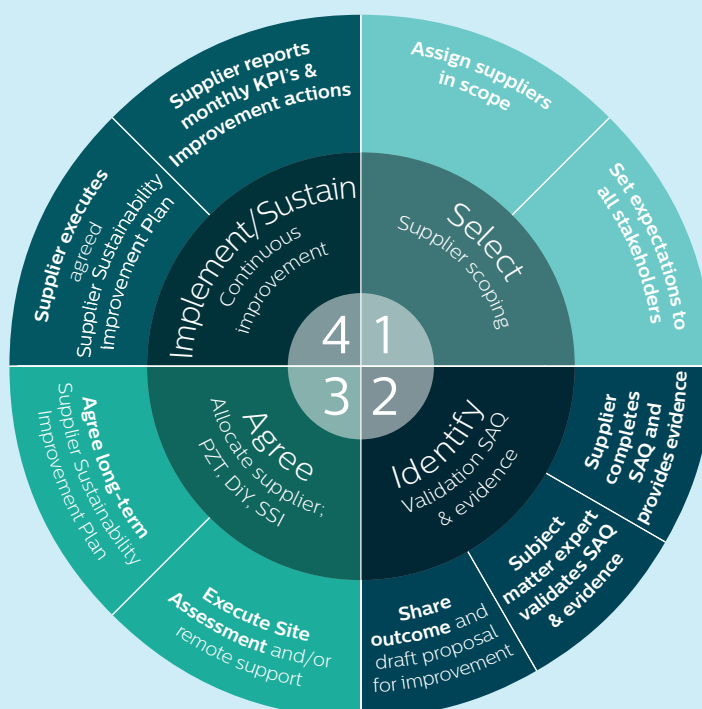 Assign suppliers
in scope
Set expectations to
all stakeholders
Select
Supplier scoping
1
Supplier
completes
SAQ and
provides evidence
Subject
matter expert
validates SAQ
& evidence
Share
outcome and
draft proposal
for improvement
Identify
Validation SAQ
& evidence
2
Execute Site
Assessment and/or
remote support
Agree long-term
Supplier Sustainability
Improvement Plan
Agree
Allocate supplier;
PZT, DiY, SSI
3
Supplier executes
agreed
Supplier Sustainability
Improvement Plan
Supplier reports
monthly KPI's &
Improvement actions
Implement/Sustain
Continuous
improvement
4